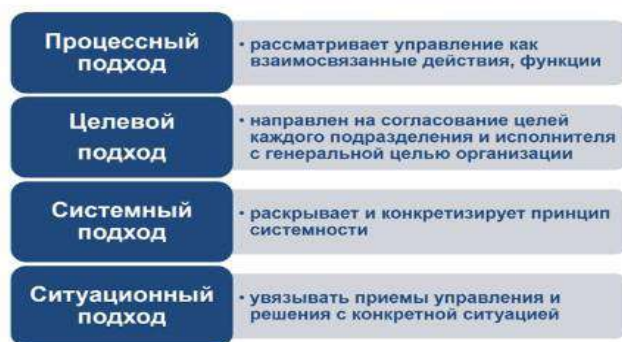 Процессный
подход
• рассматривает управление как
взаимосвязанные действия, функции
Целевой
подход
• направлен на согласование целей
каждого подразделения и исполнителя
с генеральной целью организации
Системный
подход
• раскрывает и конкретизирует принцип
системности
Ситуационный
подход
• увязывать приемы управления и
решения с конкретной ситуацией